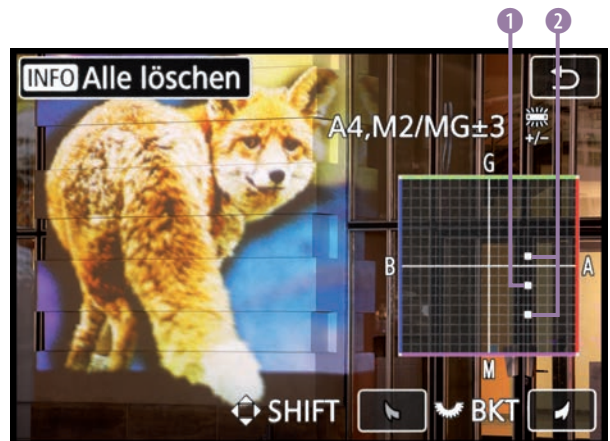 1 2
INFO Alle löschen
A4,M2/MG±3
+/−
G
B A
M
SHIFT BKT